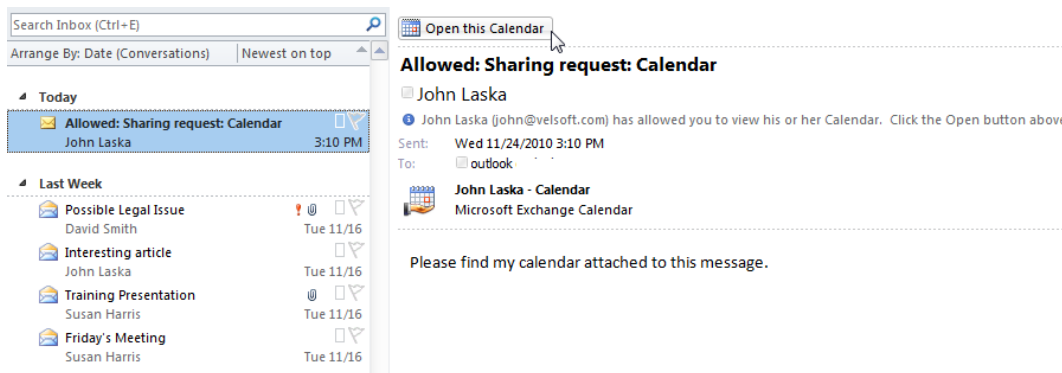 Search Inbox (Ctrl+E)
Arrange By: Date (Conversations) Newest on top
Today
Allowed: Sharing request: Calendar
John Laska 3:10 PM
Last Week
Possible Legal Issue
David Smith Tue 11/16
Interesting article
John Laska Tue 11/16
Training Presentation
Susan Harris Tue 11/16
Friday's Meeting
Susan Harris Tue 11/16
Open this Calendar
Allowed: Sharing request: Calendar
John Laska
John Laska (john@velsoft.com) has allowed you to view his or her Calendar. Click the Open button above
Sent: Wed 11/24/2010 3:10 PM
To: outlook
John Laska - Calendar
Microsoft Exchange Calendar
Please find my calendar attached to this message.